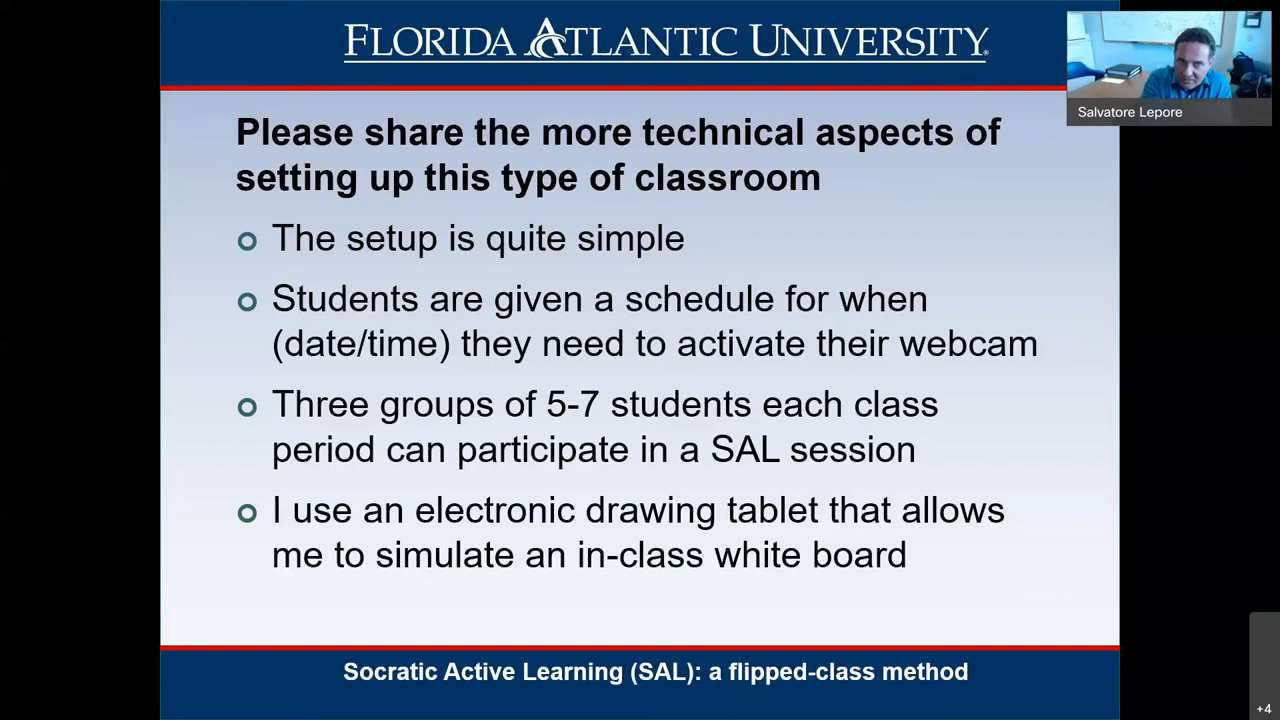 FLORIDA ATLANTIC UNIVERSITY®
Salvatore Lepore
Please share the more technical aspects of
setting up this type of classroom
The setup is quite simple
Students are given a schedule for when
(date/time) they need to activate their webcam
Three groups of 5-7 students each class
period can participate in a SAL session
I use an electronic drawing tablet that allows
me to simulate an in-class white board
Socratic Active Learning (SAL): a flipped-class method
+4